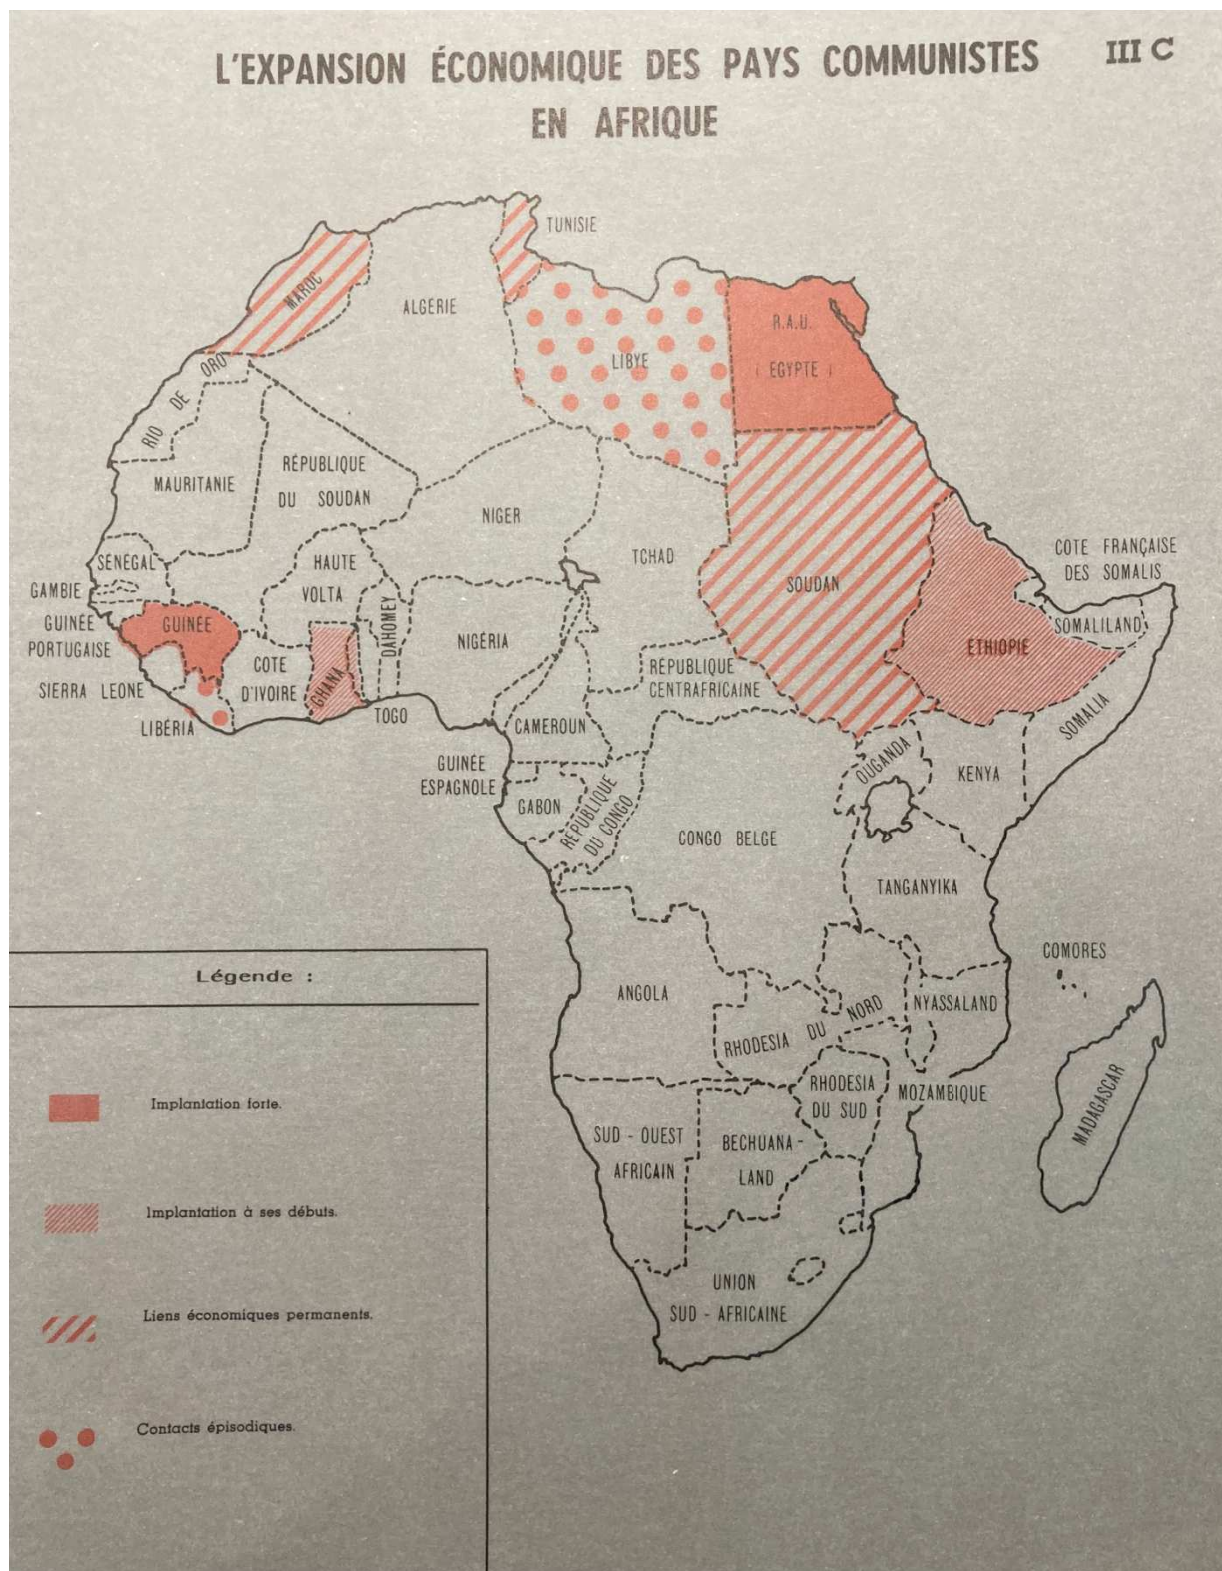 L'EXPANSION ÉCONOMIQUE DES PAYS COMMUNISTES
EN AFRIQUE
III C
TUNISIE
MAROC
ALGÉRIE
LIBYE
R.A.U.
( EGYPTE )
RIO DE ORO
MAURITANIE
RÉPUBLIQUE
DU SOUDAN
NIGER
TCHAD
SOUDAN
COTE FRANÇAISE
DES SOMALIS
SOMALILAND
ETHIOPIE
SOMALIA
SÉNÉGAL
GAMBIE
GUINÉE
PORTUGAISE
GUINÉE
SIERRA LEONE
LIBÉRIA
HAUTE
VOLTA
COTE
D'IVOIRE
GHANA
TOGO
DAHOMEY
NIGÉRIA
RÉPUBLIQUE
CENTRAFRICAINE
CAMEROUN
GUINÉE
ESPAGNOLE
GABON
RÉPUBLIQUE
DU CONGO
CONGO BELGE
OUGANDA
KENYA
TANGANYIKA
COMORES
ANGOLA
RHODESIA DU NORD
NYASSALAND
RHODESIA
DU SUD
MOZAMBIQUE
MADAGASCAR
SUD - OUEST
AFRICAIN
BECHUANA -
LAND
UNION
SUD - AFRICAINE
Légende :
Implantation forte.
Implantation à ses débuts.
Liens économiques permanents.
Contacts épisodiques.